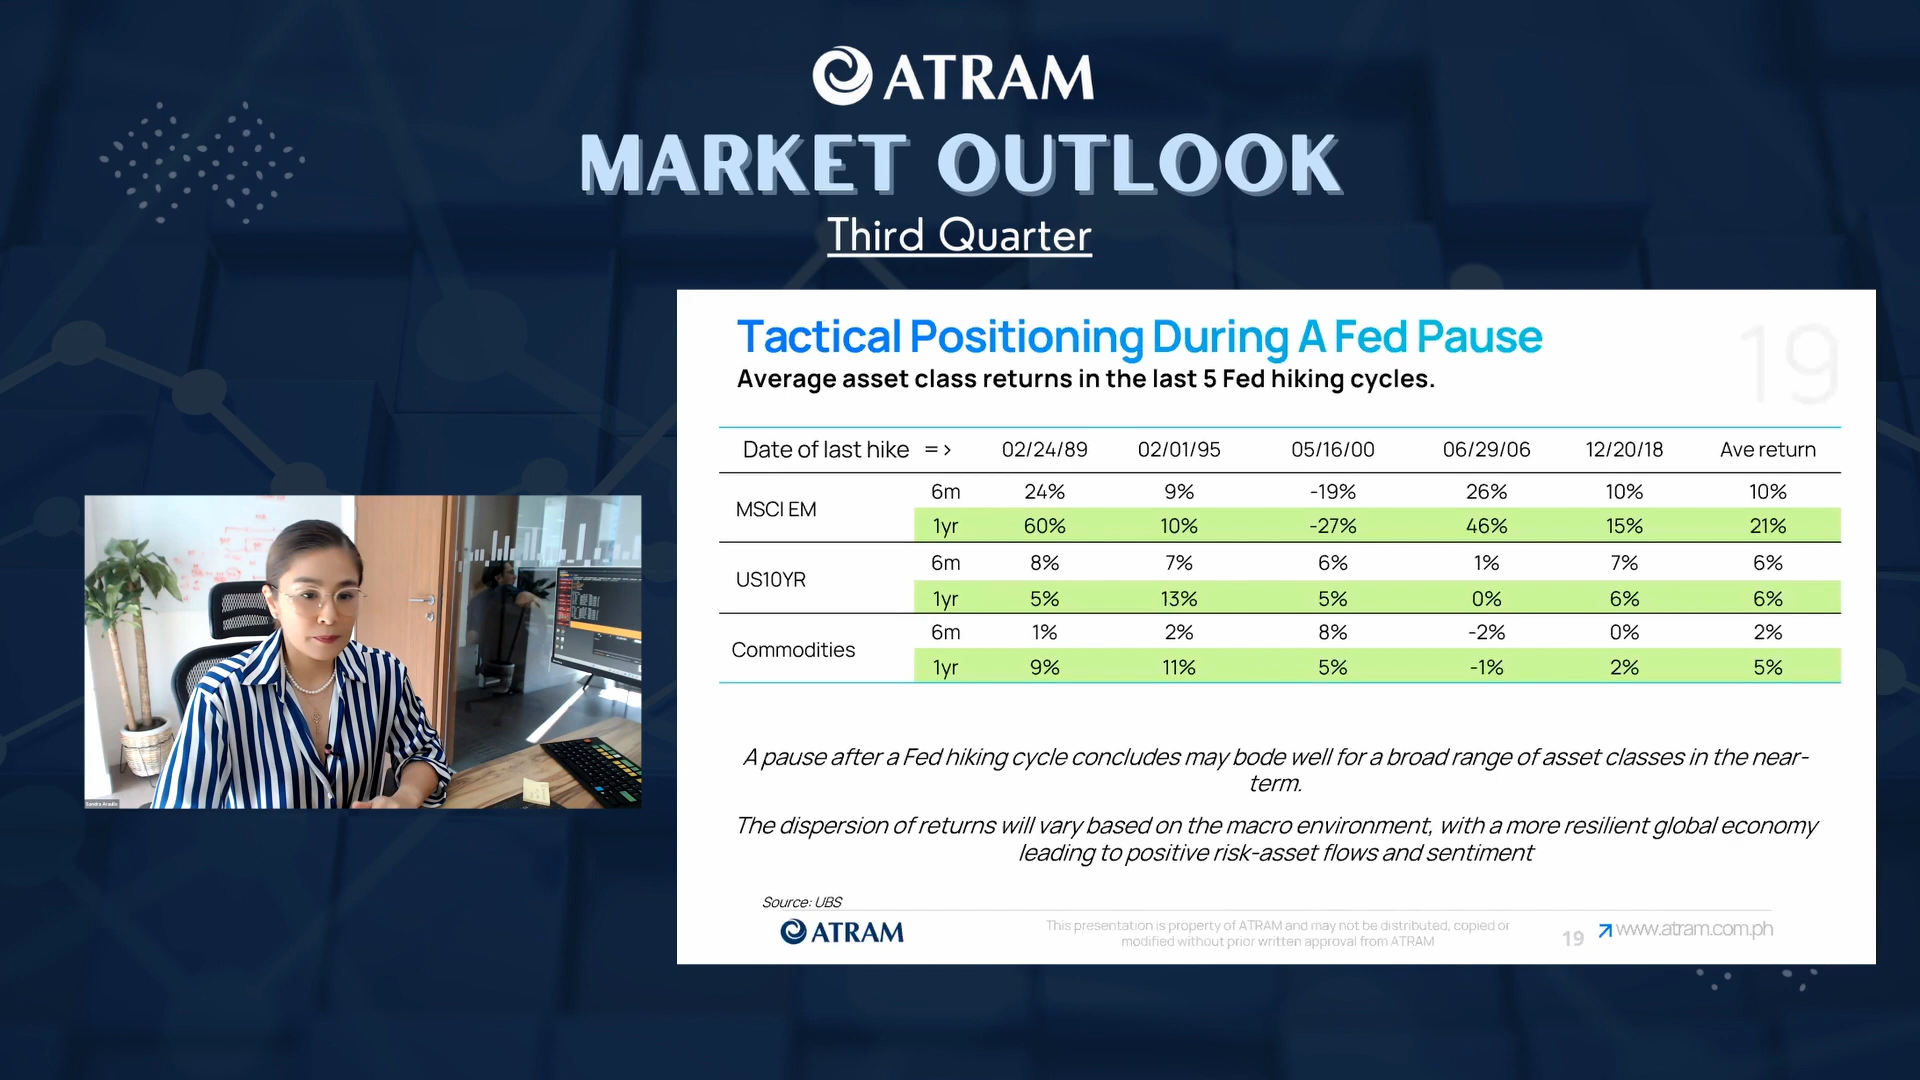 ATRAM
MARKET OUTLOOK
Third Quarter
Tactical Positioning During A Fed Pause
19
Average asset class returns in the last 5 Fed hiking cycles.
Date of last hike => 02/24/89 02/01/95 05/16/00 06/29/06 12/20/18 Ave return
MSCI EM
6m 24% 9% -19% 26% 10% 10%
1yr 60% 10% -27% 46% 15% 21%
US10YR
6m 8% 7% 6% 1% 7% 6%
1yr 5% 13% 5% 0% 6% 6%
Commodities
6m 1% 2% 8% -2% 0% 2%
1yr 9% 11% 5% -1% 2% 5%
A pause after a Fed hiking cycle concludes may bode well for a broad range of asset classes in the near-
term.
The dispersion of returns will vary based on the macro environment, with a more resilient global economy
leading to positive risk-asset flows and sentiment
Source: UBS
ATRAM
This presentation is property of ATRAM and may not be distributed, copied or
modified without prior written approval from ATRAM
19
www.atram.com.ph